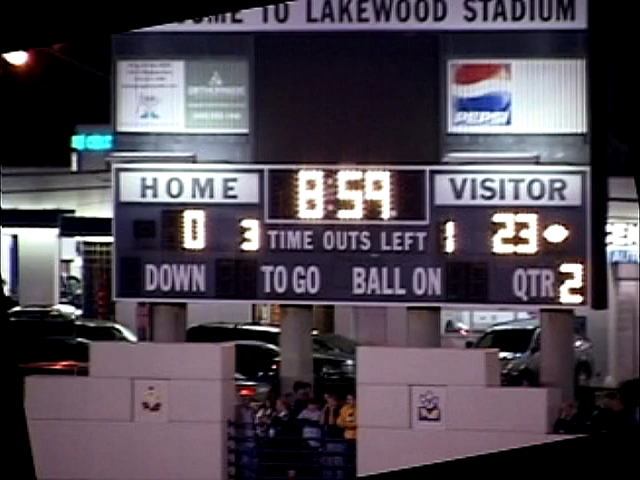 TO LAKEWOOD STADIUM
PEPSI
HOME 8:59 VISITOR
0 3 TIME OUTS LEFT 1 23
DOWN TO GO BALL ON QTR 2